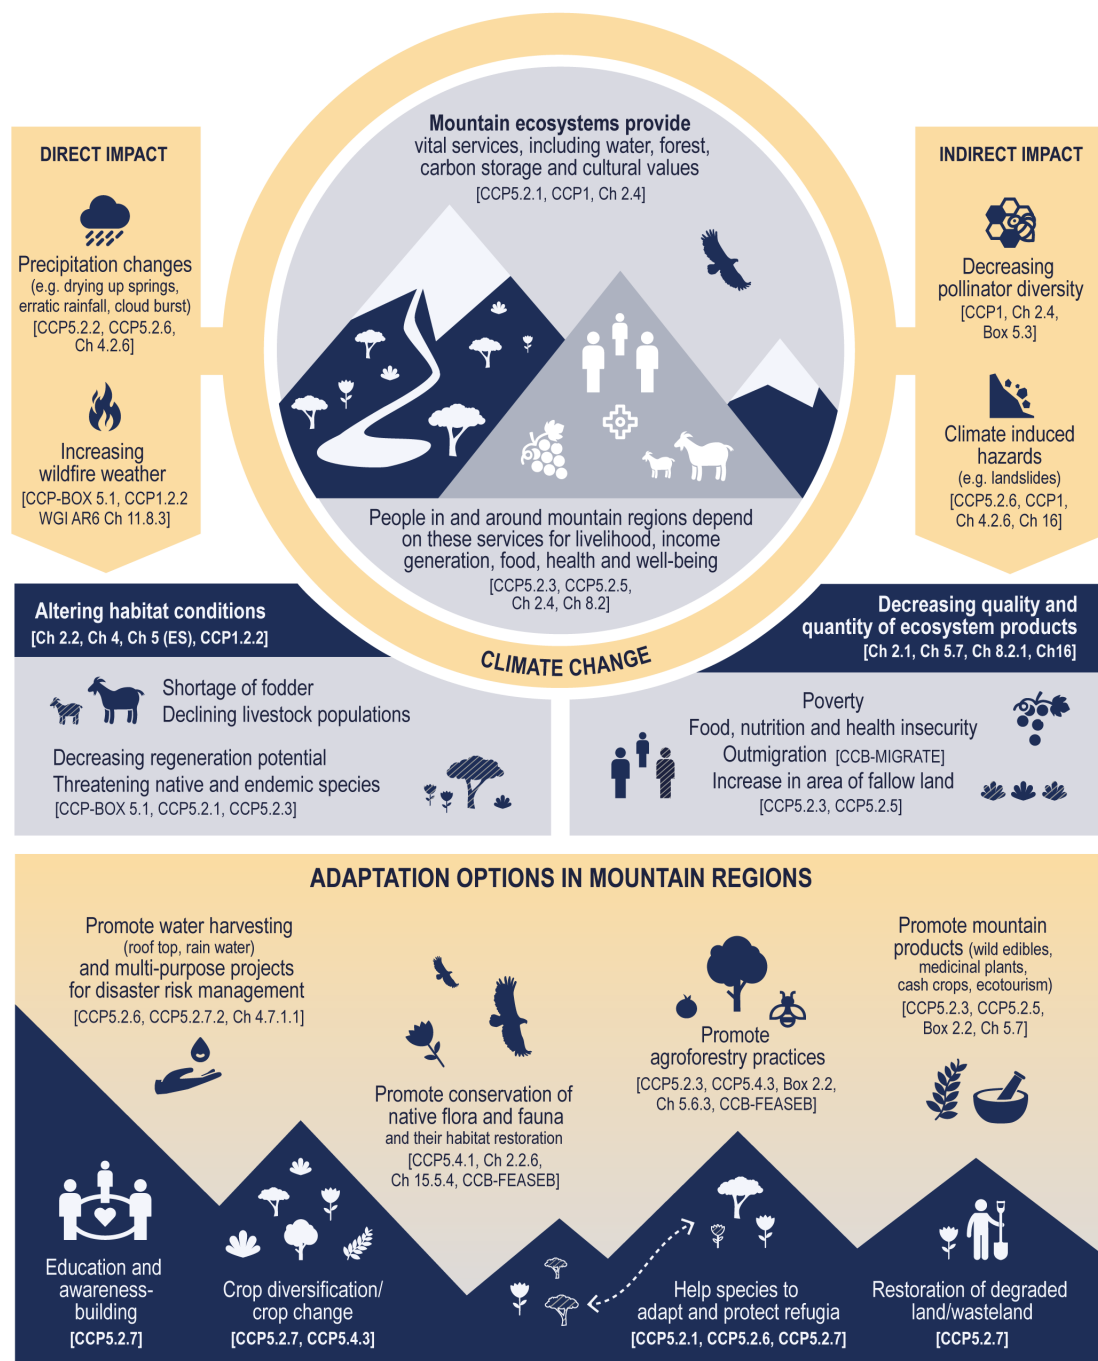 Mountain ecosystems provide
vital services, including water, forest,
carbon storage and cultural values
[CCP5.2.1, CCP1, Ch 2.4]
DIRECT IMPACT
Precipitation changes
(e.g. drying up springs,
erratic rainfall, cloud burst)
[CCP5.2.2, CCP5.2.6,
Ch 4.2.6]
Increasing
wildfire weather
[CCP-BOX 5.1, CCP1.2.2
WGI AR6 Ch 11.8.3]
INDIRECT IMPACT
Decreasing
pollinator diversity
[CCP1, Ch 2.4,
Box 5.3]
Climate induced
hazards
(e.g. landslides)
[CCP5.2.6, CCP1,
Ch 4.2.6, Ch 16]
People in and around mountain regions depend
on these services for livelihood, income
generation, food, health and well-being
[CCP5.2.3, CCP5.2.5,
Ch 2.4, Ch 8.2]
CLIMATE CHANGE
Altering habitat conditions
[Ch 2.2, Ch 4, Ch 5 (ES), CCP1.2.2]
Shortage of fodder
Declining livestock populations
Decreasing regeneration potential
Threatening native and endemic species
[CCP-BOX 5.1, CCP5.2.1, CCP5.2.3]
Decreasing quality and
quantity of ecosystem products
[Ch 2.1, Ch 5.7, Ch 8.2.1, Ch16]
Poverty
Food, nutrition and health insecurity
Outmigration [CCB-MIGRATE]
Increase in area of fallow land
[CCP5.2.3, CCP5.2.5]
ADAPTATION OPTIONS IN MOUNTAIN REGIONS
Promote water harvesting
(roof top, rain water)
and multi-purpose projects
for disaster risk management
[CCP5.2.6, CCP5.2.7.2, Ch 4.7.1.1]
Promote conservation of
native flora and fauna
and their habitat restoration
[CCP5.4.1, Ch 2.2.6,
Ch 15.5.4, CCB-FEASEB]
Promote
agroforestry practices
[CCP5.2.3, CCP5.4.3, Box 2.2,
Ch 5.6.3, CCB-FEASEB]
Promote mountain
products (wild edibles,
medicinal plants,
cash crops, ecotourism)
[CCP5.2.3, CCP5.2.5,
Box 2.2, Ch 5.7]
Education and
awareness-
building
[CCP5.2.7]
Crop diversification/
crop change
[CCP5.2.7, CCP5.4.3]
Help species to
adapt and protect refugia
[CCP5.2.1, CCP5.2.6, CCP5.2.7]
Restoration of degraded
land/wasteland
[CCP5.2.7]